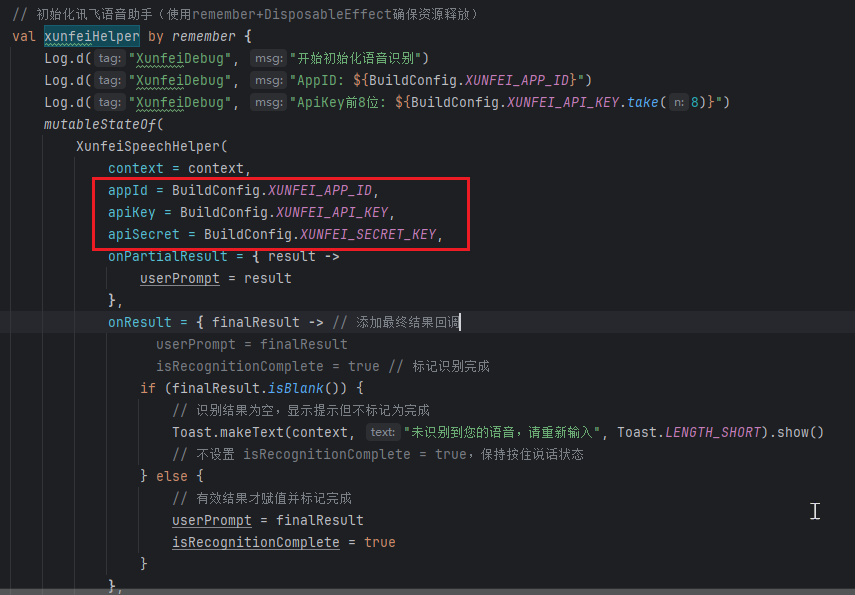 // 初始化讯飞语音助手（使用remember+DisposableEffect确保资源释放）
val xunfeiHelper by remember {
Log.d( tag: "XunfeiDebug", msg: "开始初始化语音识别")
Log.d( tag: "XunfeiDebug", msg: "AppID: ${BuildConfig.XUNFEI_APP_ID}")
Log.d( tag: "XunfeiDebug", msg: "ApiKey前8位: ${BuildConfig.XUNFEI_API_KEY.take( n: 8)}")
mutableStateOf(
XunfeiSpeechHelper(
context = context,
appId = BuildConfig.XUNFEI_APP_ID,
apiKey = BuildConfig.XUNFEI_API_KEY,
apiSecret = BuildConfig.XUNFEI_SECRET_KEY,
onPartialResult = { result ->
userPrompt = result
},
onResult = { finalResult -> // 添加最终结果回调
userPrompt = finalResult
isRecognitionComplete = true // 标记识别完成
if (finalResult.isBlank()) {
// 识别结果为空，显示提示但不标记为完成
Toast.makeText(context, text: "未识别到您的语音，请重新输入", Toast.LENGTH_SHORT).show()
// 不设置 isRecognitionComplete = true，保持按住说话状态
} else {
// 有效结果才赋值并标记完成
userPrompt = finalResult
isRecognitionComplete = true
}
},